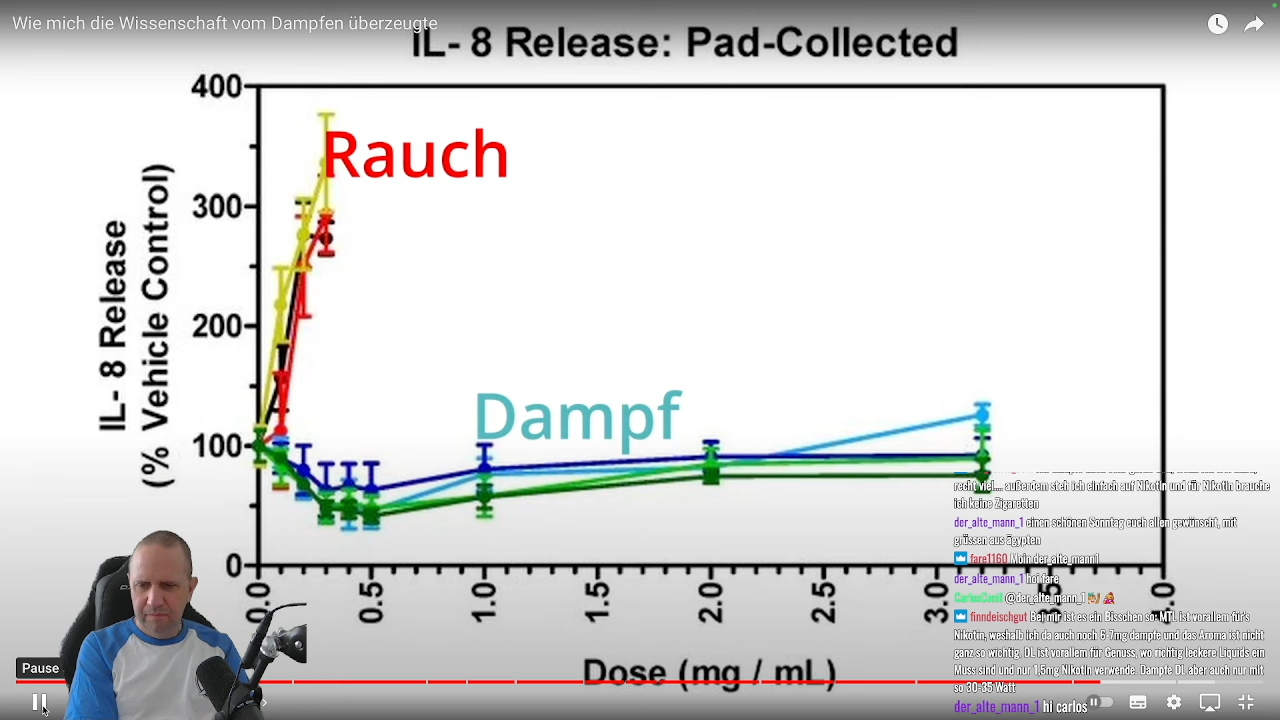 Wie mich die Wissenschaft vom Dampfen überzeugte
IL- 8 Release: Pad-Collected
400
300
200
100
0
IL- 8 Release
(% Vehicle Control)
Rauch
Dampf
0.0
0.5
1.0
1.5
2.0
2.5
3.0
.0
Dose (mg / mL)
Pause
recht viel... außerdem steh ich einfach auf Nikotin und für Nikotin brauche
ich keine Zigaretten
der_alte_mann_1 einen schönen Sonntag euch allen gewünscht, mit
grüssen aus Ägypten
fare1160 Moin der_alte_mann1
der_alte_mann_1 hoi fare
@der_alte_mann_1
finndeischgut Bei mir ist es ein Bisschen so: MTL ist vorallem für's
Nikotin, weshalb ich da auch noch 6-7mg dampfe und das Aroma ist nicht
ganz so wichtig. DL ist vorallem für Genuss, wo richtig leckere Liquids ein
Muss sind und nur 1,5mg Nikotin verwende. Dampfe DL aber auch nur mit
so 30-35 Watt
der_alte_mann_1 hi carlos